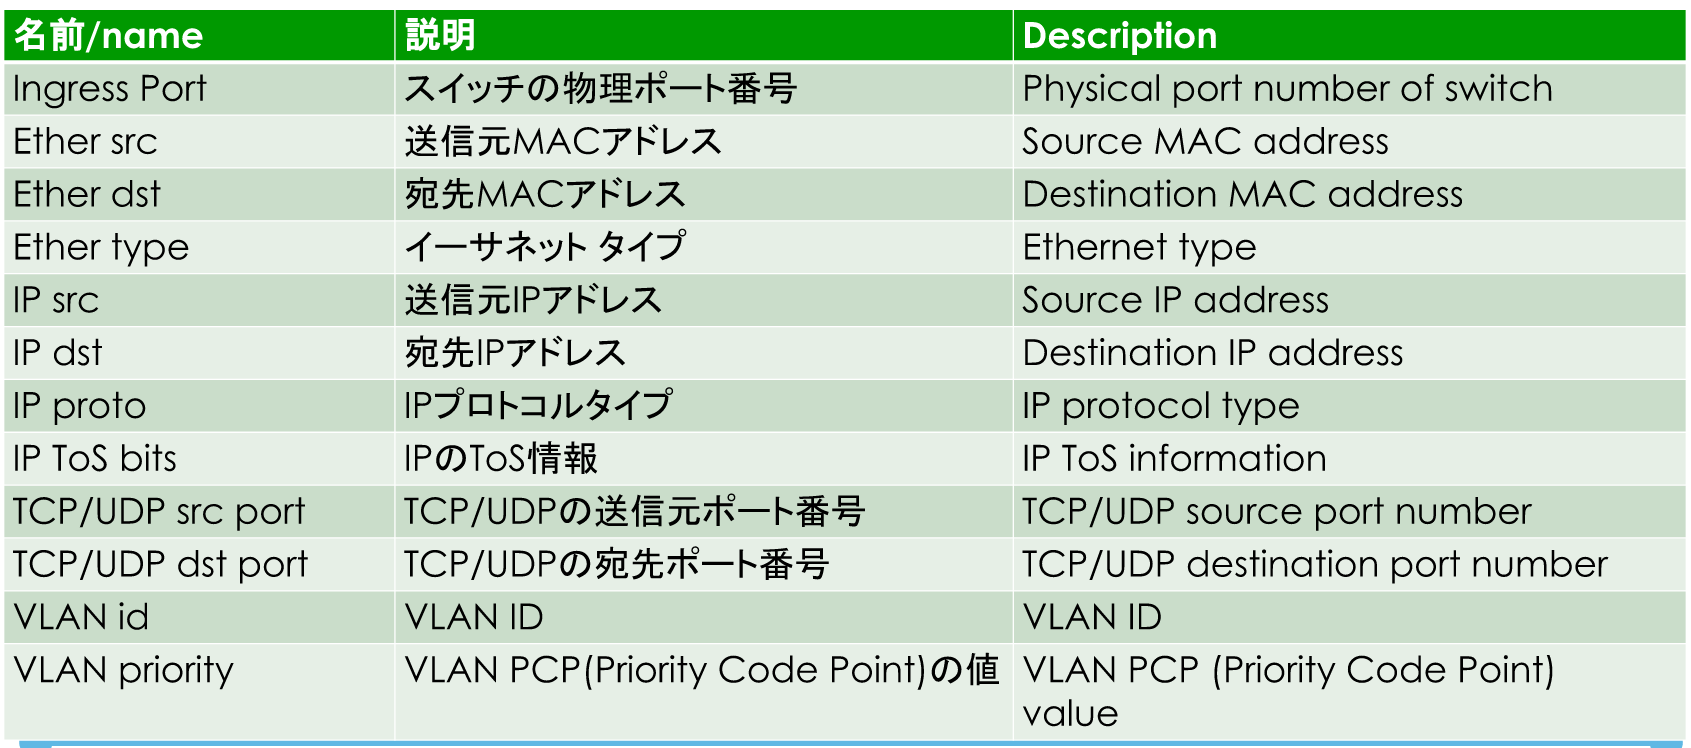 名前/name 説明 Description
Ingress Port スイッチの物理ポート番号 Physical port number of switch
Ether src 送信元MACアドレス Source MAC address
Ether dst 宛先MACアドレス Destination MAC address
Ether type イーサネット タイプ Ethernet type
IP src 送信元IPアドレス Source IP address
IP dst 宛先IPアドレス Destination IP address
IP proto IPプロトコルタイプ IP protocol type
IP ToS bits IPのToS情報 IP ToS information
TCP/UDP src port TCP/UDPの送信元ポート番号 TCP/UDP source port number
TCP/UDP dst port TCP/UDPの宛先ポート番号 TCP/UDP destination port number
VLAN id VLAN ID VLAN ID
VLAN priority VLAN PCP(Priority Code Point)の値 VLAN PCP (Priority Code Point)
value